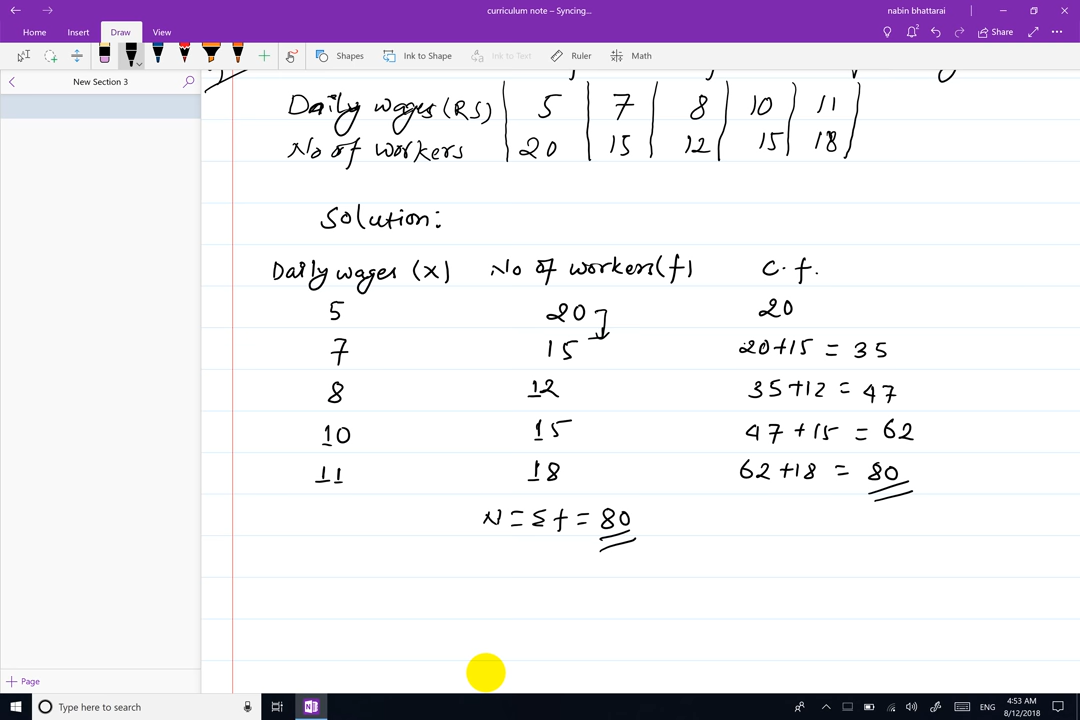 curriculum note – Syncing...
nabin bhattarai
Home Insert Draw View
Share
Shapes Ink to Shape Ink to Text Ruler Math
New Section 3
Daily wages (RS) 5 7 8 10 11
No of workers 20 15 12 15 18
Solution:
Daily wages (x) No of workers (f) c.f.
5 20 20
7 15 20+15 = 35
8 12 35+12 = 47
10 15 47+15 = 62
11 18 62+18 = 80
N = Σf = 80
+ Page
Type here to search
ENG
4:53 AM
8/12/2018